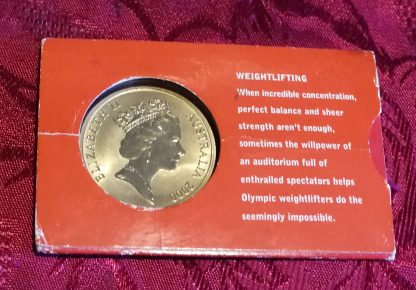 WEIGHTLIFTING
When incredible concentration,
perfect balance and sheer
strength aren't enough,
sometimes the willpower of
an auditorium full of
enthralled spectators helps
Olympic weightlifters do the
seemingly impossible.
ELIZABETH II AUSTRALIA 2000